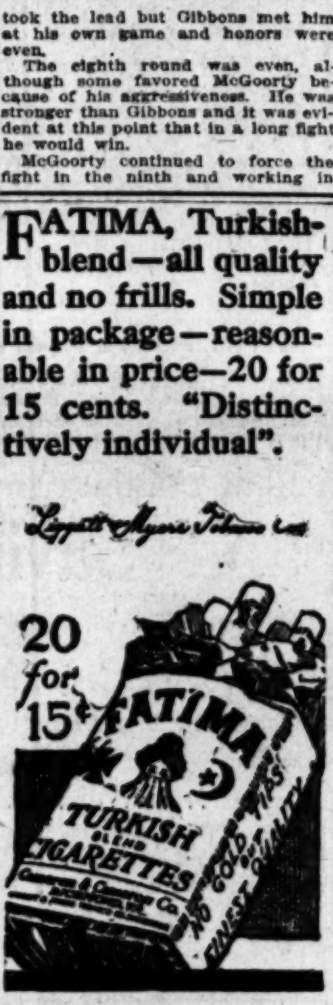 took the lead but Gibbons met him
at his own game and honors were
even.
The eighth round was even, al-
though some favored McGoorty be-
cause of his aggressiveness. He was
stronger than Gibbons and it was evi-
dent at this point that in a long fight
he would win.
McGoorty continued to force the
fight in the ninth and working in
FATIMA, Turkish-
blend—all quality
and no frills. Simple
in package—reason-
able in price—20 for
15 cents. “Distinc-
tively individual”.
Liggett & Myers Tobacco Co.
20
for
15¢
FATIMA
TURKISH
BLEND
CIGARETTES
Cameron & Cameron Co.
NO GOLD TIPS
BUT
FINEST QUALITY